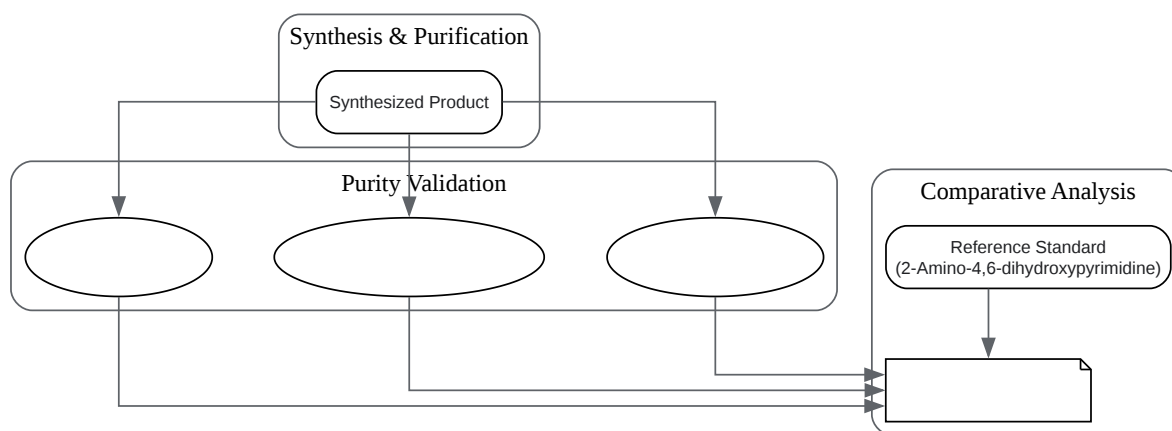 Synthesis & Purification
Synthesized Product
Purity Validation
Comparative Analysis
Reference Standard
(2-Amino-4,6-dihydroxypyrimidine)